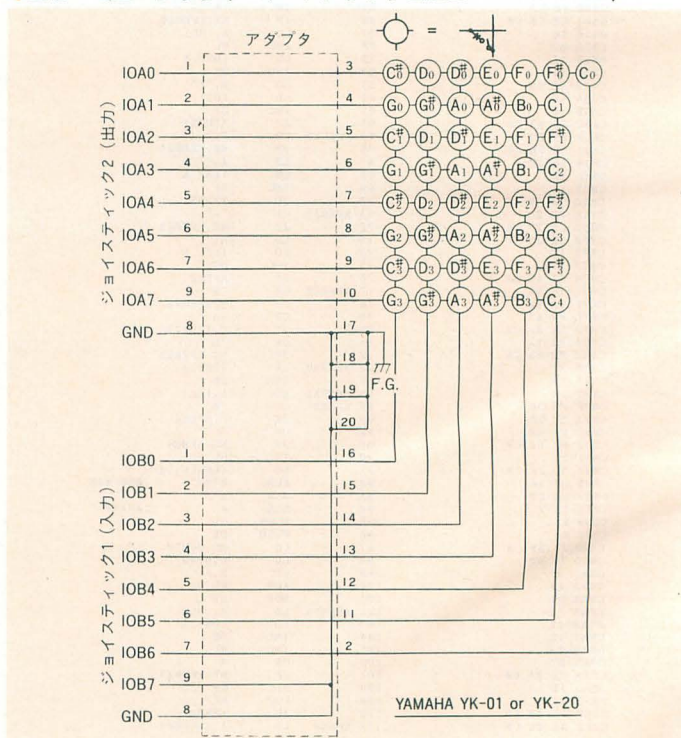 アダプタ
=
ジョイスティック2(出力)
IOA0 1 3 C#0 D0 D#0 E0 F0 F#0 C0
IOA1 2 4 G0 G#0 A0 A#0 B0 C1
IOA2 3 5 C#1 D1 D#1 E1 F1 F#1
IOA3 4 6 G1 G#1 A1 A#1 B1 C2
IOA4 5 7 C#2 D2 D#2 E2 F2 F#2
IOA5 6 8 G2 G#2 A2 A#2 B2 C3
IOA6 7 9 C#3 D3 D#3 E3 F3 F#3
IOA7 9 10 G3 G#3 A3 A#3 B3 C4
GND 8 17
18
F.G.
19
20
ジョイスティック1(入力)
IOB0 1 16
IOB1 2 15
IOB2 3 14
IOB3 4 13
IOB4 5 12
IOB5 6 11
IOB6 7 2
IOB7 9
GND 8
YAMAHA YK-01 or YK-20